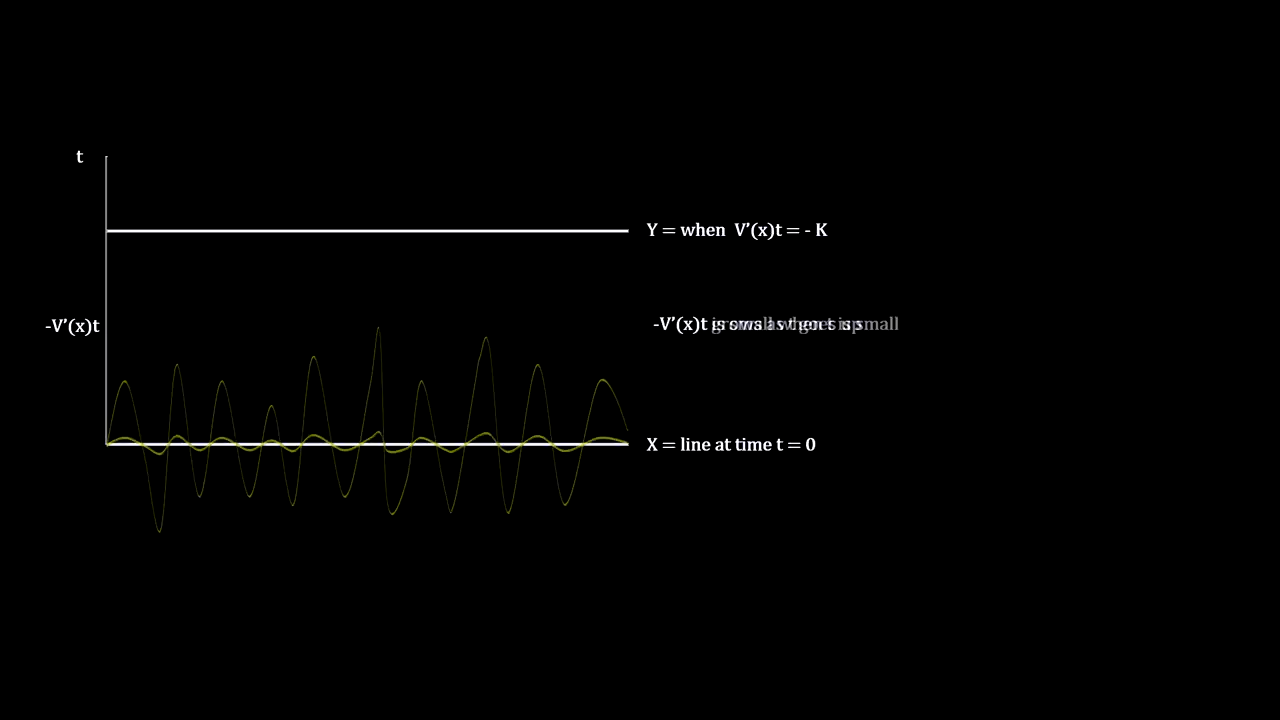 t
Y = when V'(x)t = - K
-V'(x)t
-V'(x)t
X = line at time t = 0